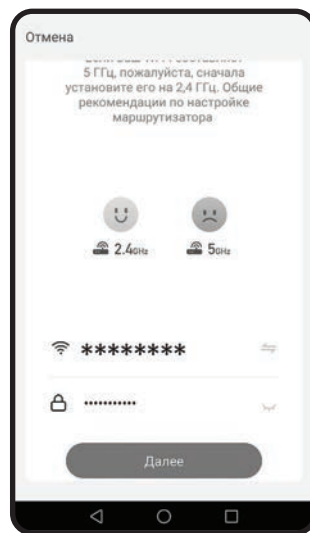 Отмена
5 ГГц, пожалуйста, сначала
установите его на 2,4 ГГц. Общие
рекомендации по настройке
маршрутизатора
2.4GHz
5GHz
********
•••••••••••
Далее